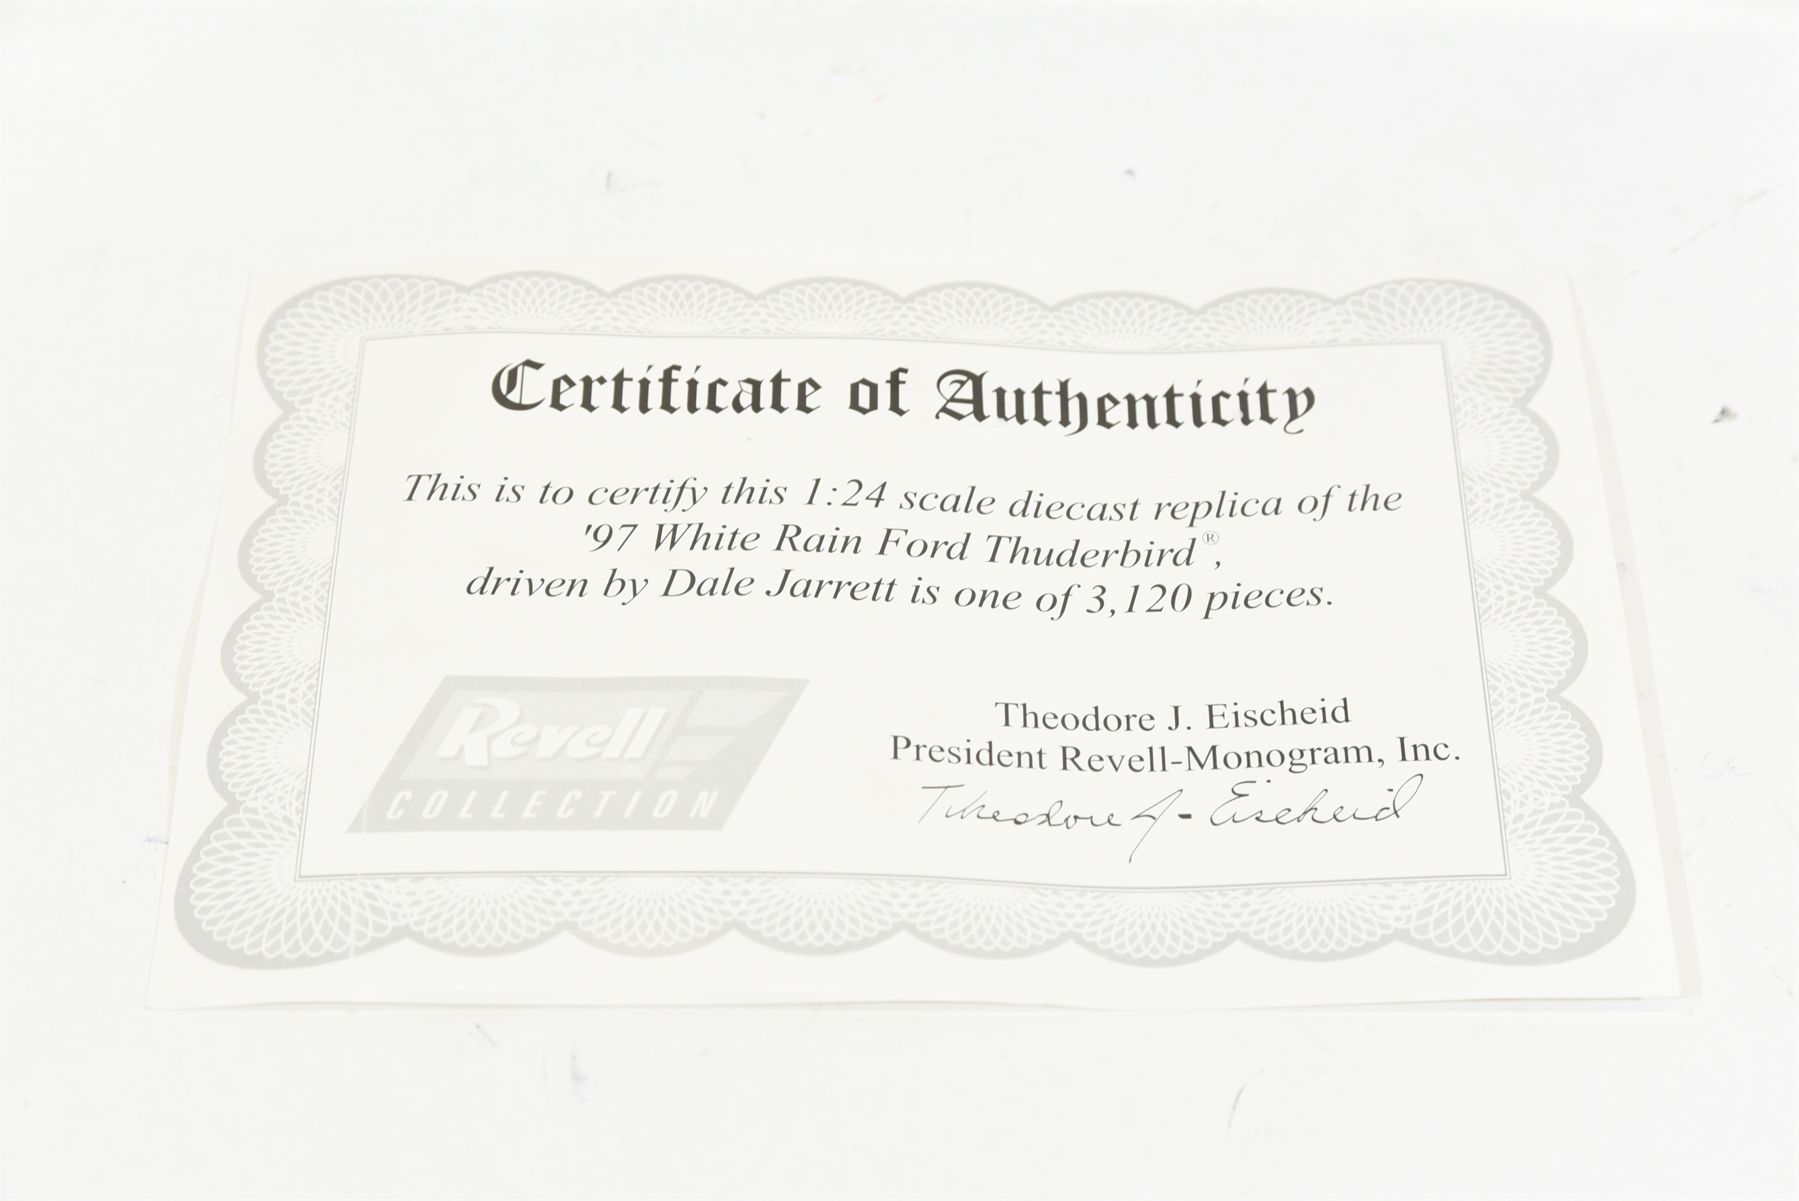 Certificate of Authenticity
This is to certify this 1:24 scale diecast replica of the
'97 White Rain Ford Thuderbird®,
driven by Dale Jarrett is one of 3,120 pieces.
Revell
COLLECTION
Theodore J. Eischeid
President Revell-Monogram, Inc.
Theodore J. Eischeid